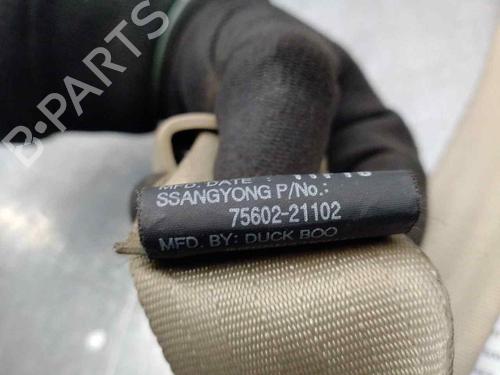 B-PARTS
MFD. DATE :
SSANGYONG P/No.:
75602-21102
MFD. BY: DUCK BOO